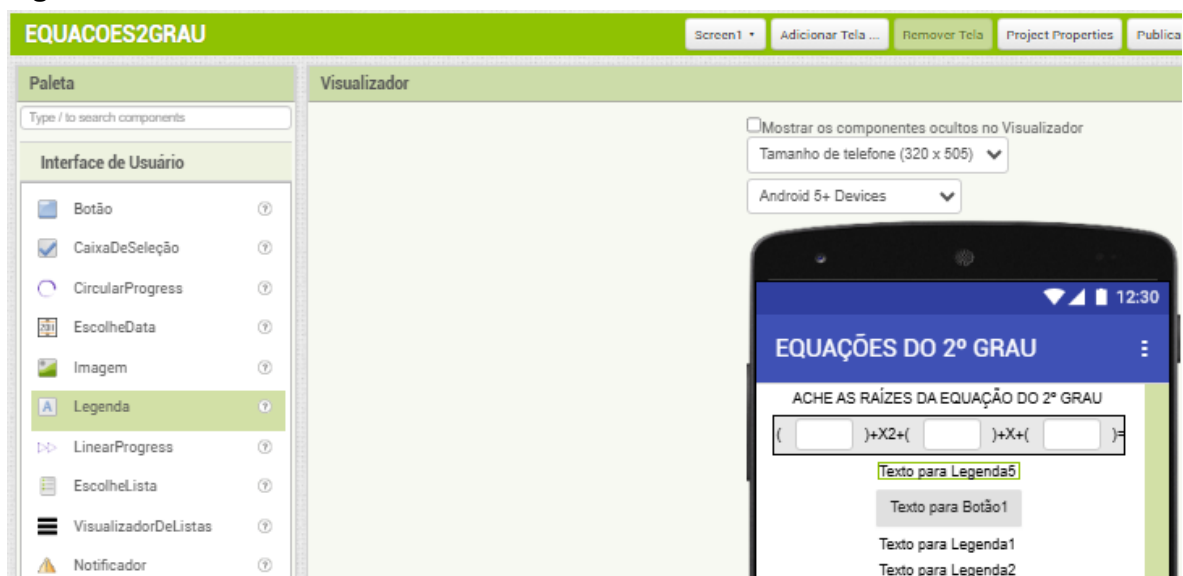 EQUACOES2GRAU
Screen1
Adicionar Tela ...
Remover Tela
Project Properties
Publica
Paleta
Visualizador
Type / to search components
Mostrar os componentes ocultos no Visualizador
Tamanho de telefone (320 x 505)
Interface de Usuário
Android 5+ Devices
Botão
CaixaDeSeleção
CircularProgress
12:30
EscolheData
EQUAÇÕES DO 2º GRAU
Imagem
ACHE AS RAÍZES DA EQUAÇÃO DO 2º GRAU
Legenda
( )+X2+( )+X+( )=
LinearProgress
Texto para Legenda5
EscolheLista
Texto para Botão1
VisualizadorDeListas
Texto para Legenda1
Notificador
Texto para Legenda2